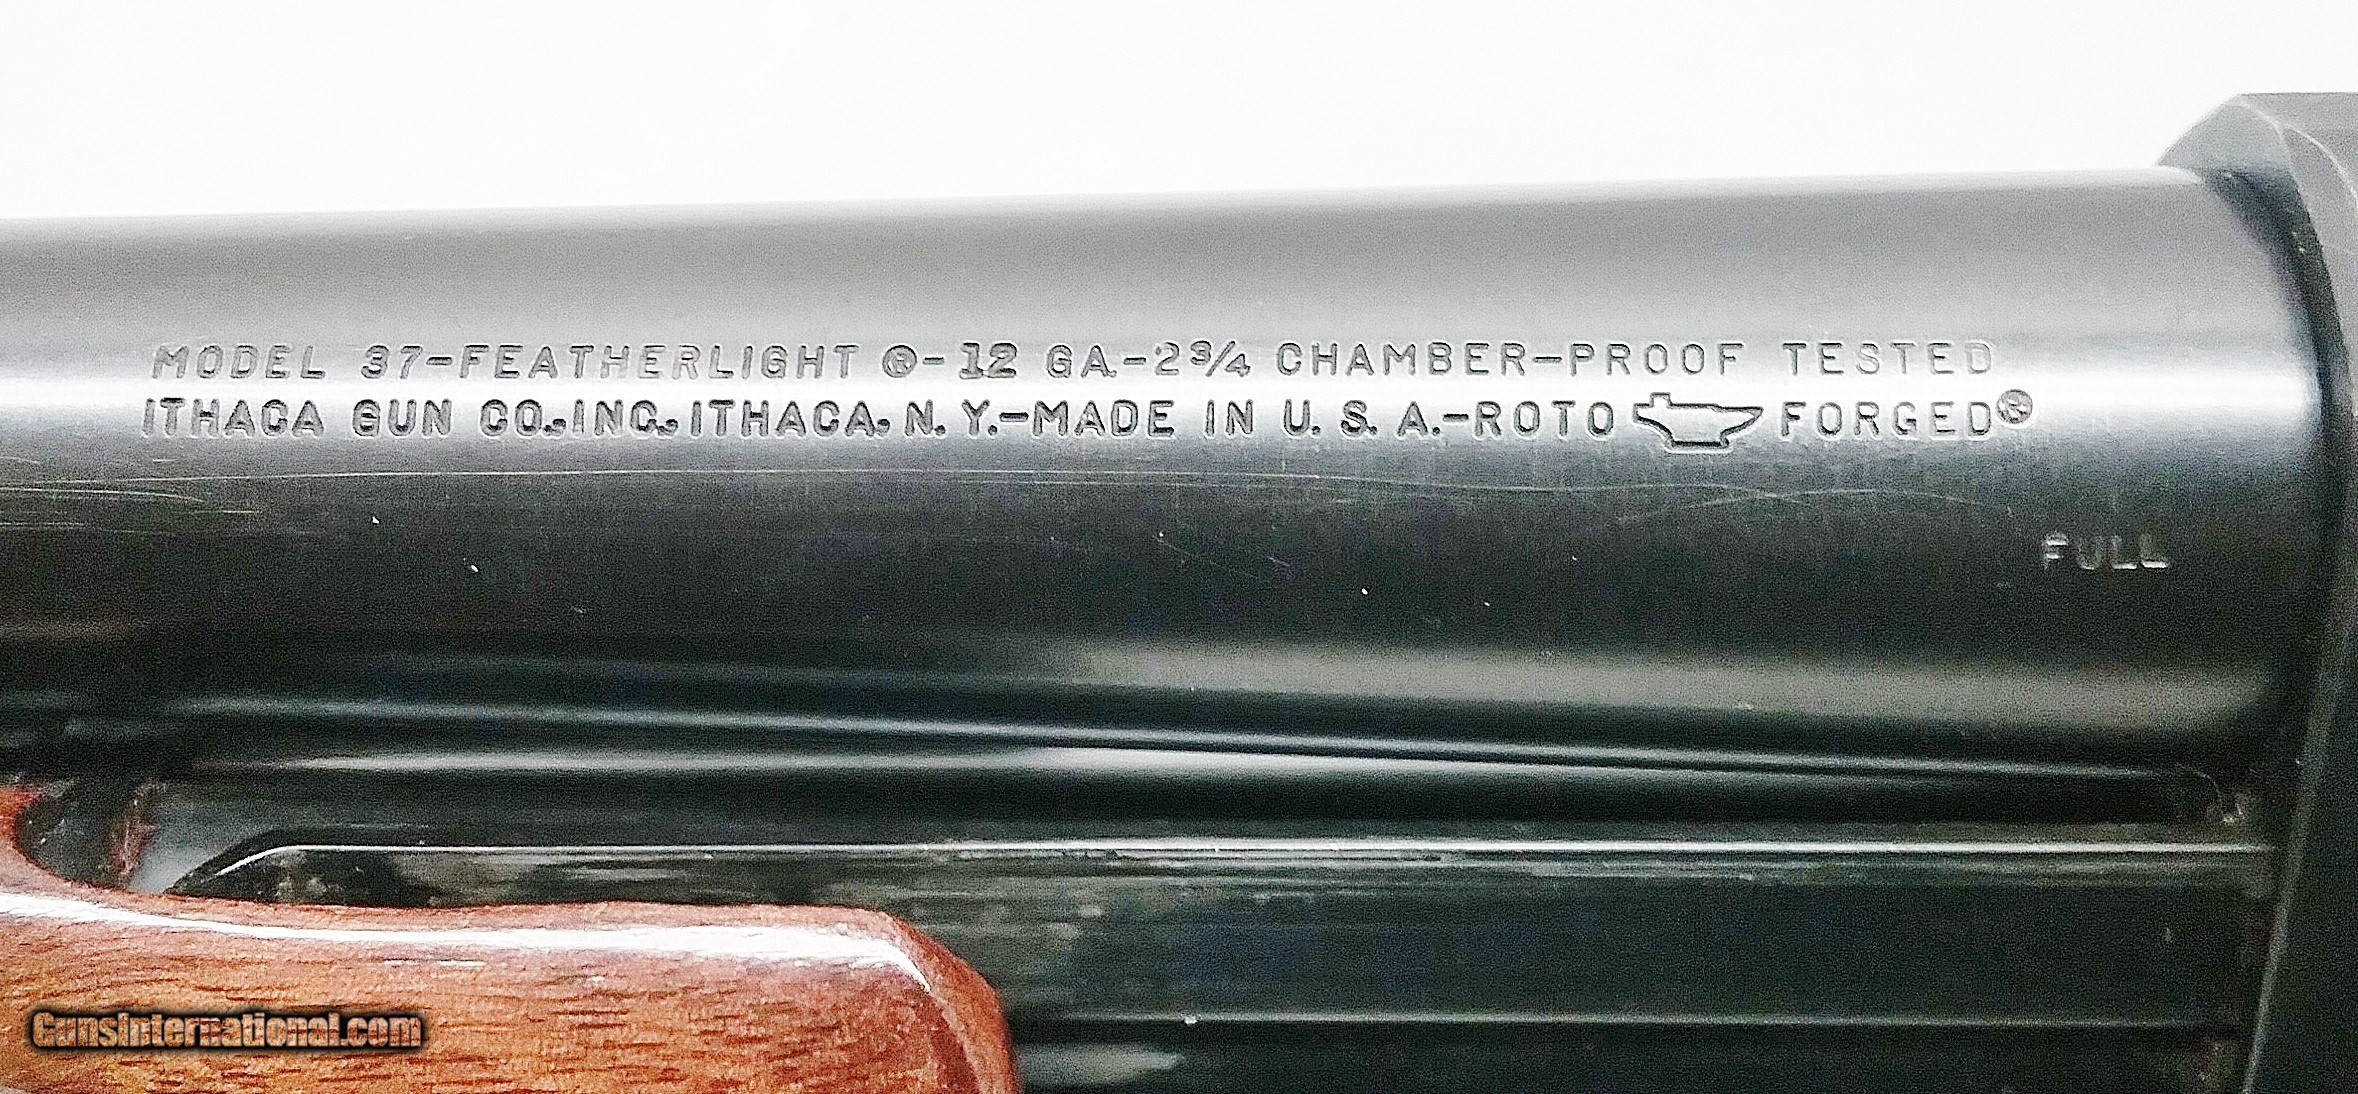 MODEL 37-FEATHERLIGHT ®-12 GA.-2¾ CHAMBER-PROOF TESTED
ITHACA GUN CO.,INC.,ITHACA, N. Y.-MADE IN U. S. A.-ROTO FORGED®
FULL
GunsInternational.com